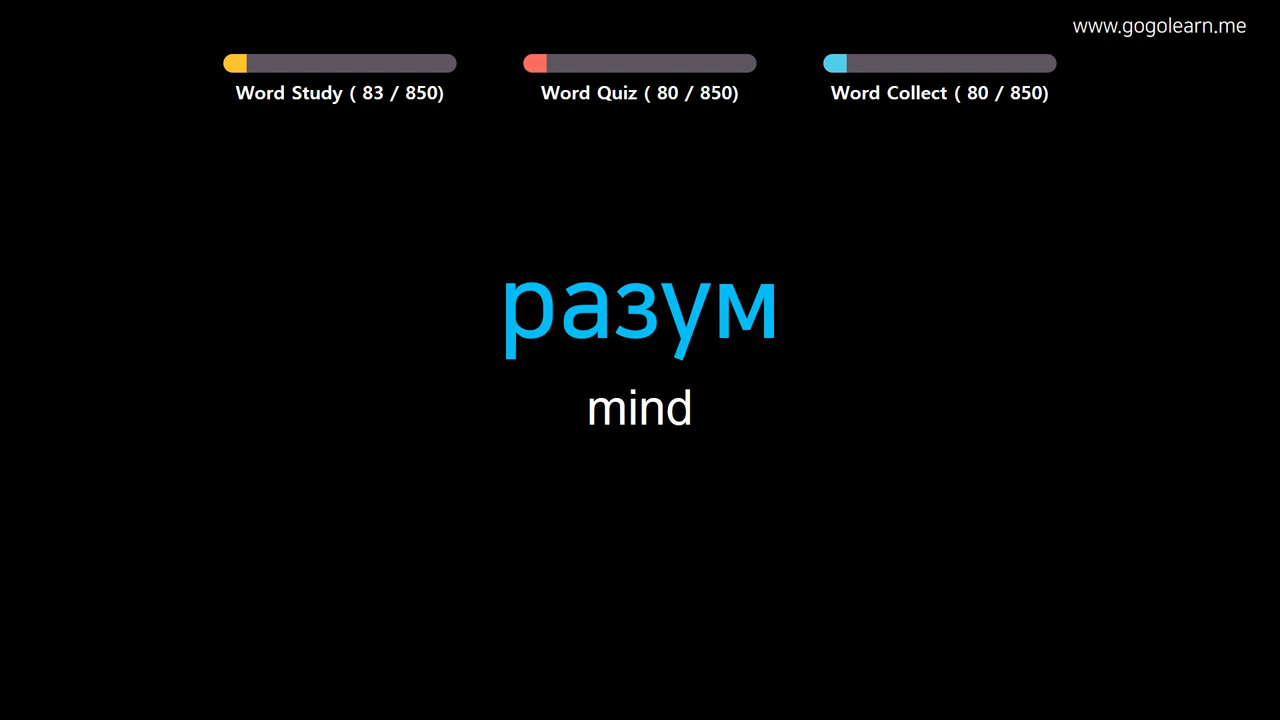 www.gogolearn.me
Word Study ( 83 / 850)
Word Quiz ( 80 / 850)
Word Collect ( 80 / 850)
разум
mind